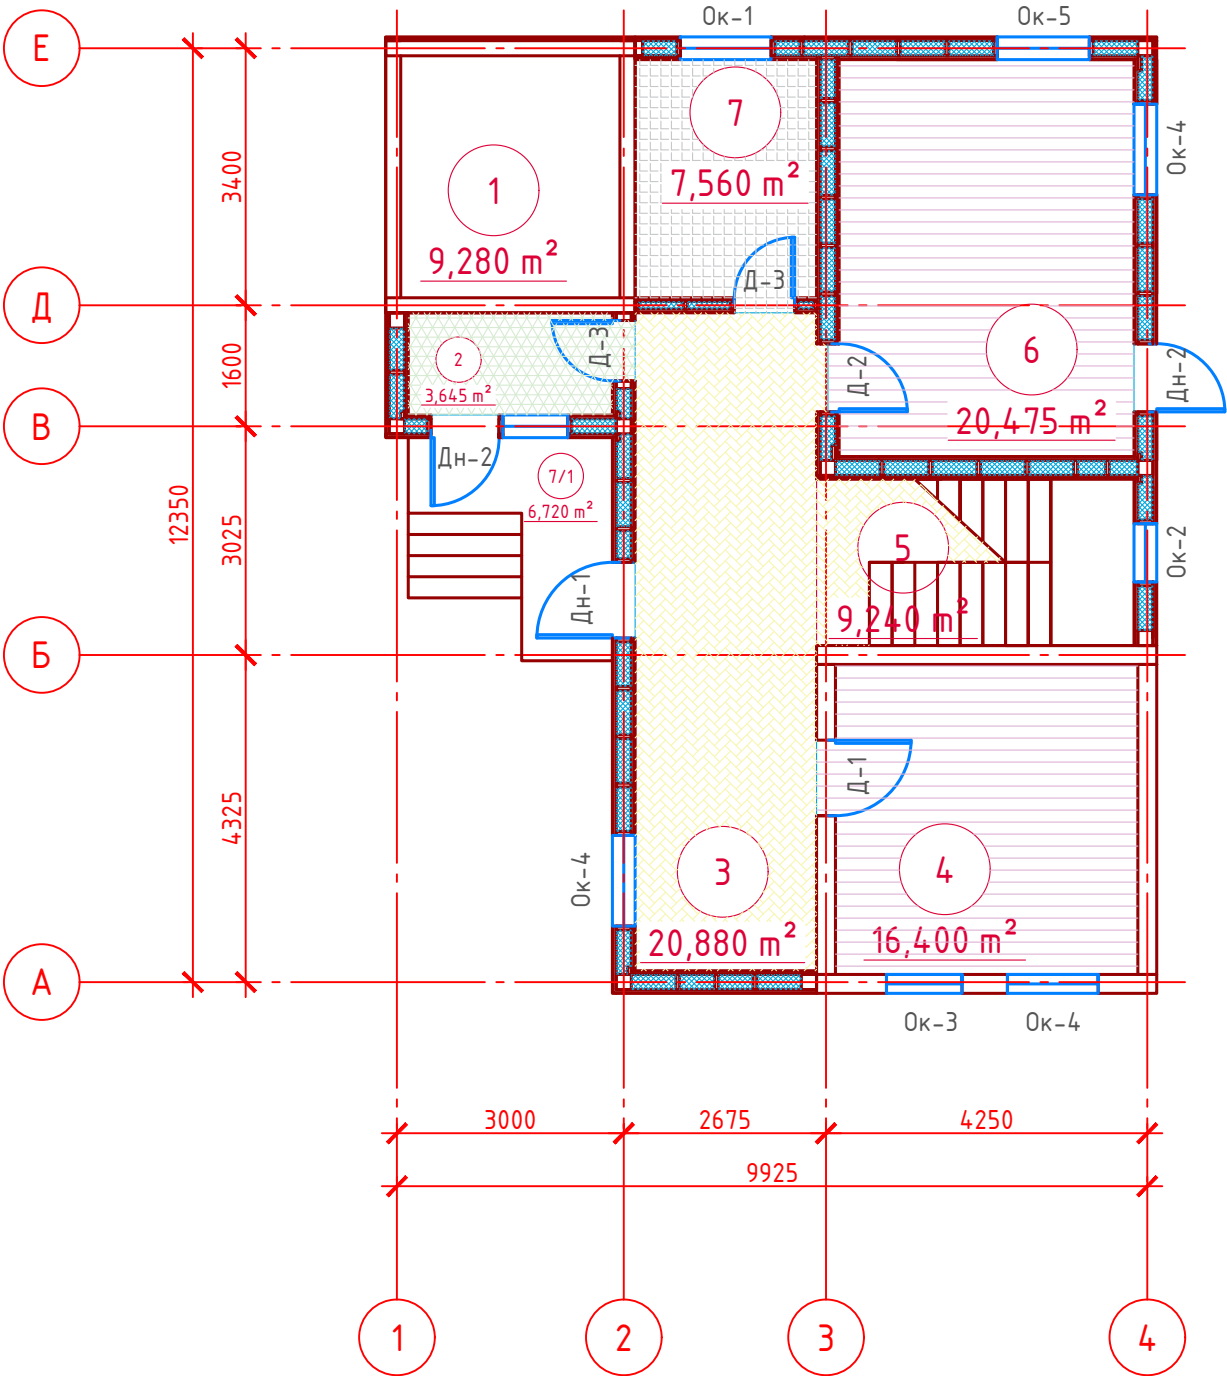 Ок-1
Ок-5
Е
7
7,560 m²
Ок-4
3400
1
9,280 m²
Д-3
Д
2
3,645 m²
Д-3
6
20,475 m²
Д-2
Дн-2
1600
В
Дн-2
7/1
6,720 m²
12350
3025
5
9,240 m²
Ок-2
Дн-1
Б
Д-1
4325
Ок-4
3
20,880 m²
4
16,400 m²
А
Ок-3
Ок-4
3000
2675
4250
9925
1
2
3
4